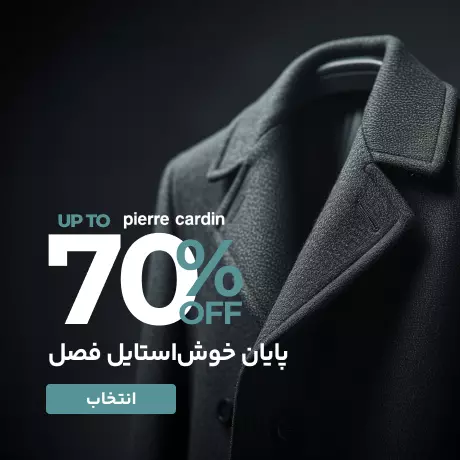 UP TO pierre cardin
70%
OFF
پایان خوش‌استایل فصل
انتخاب